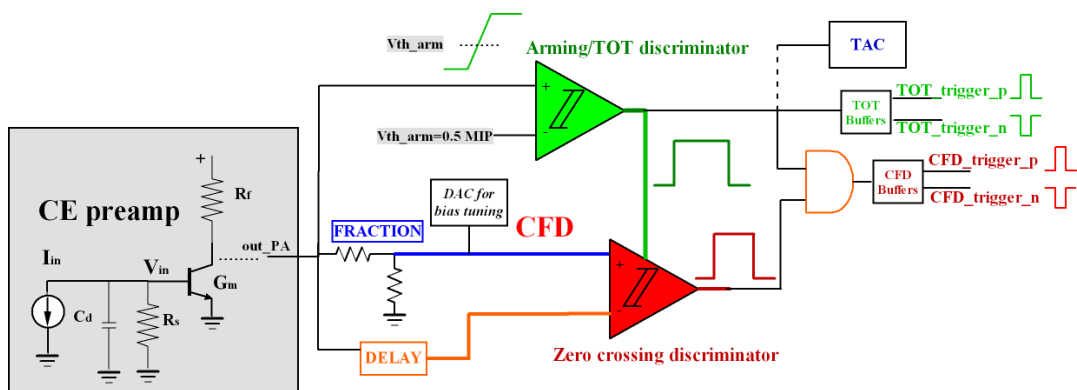 Vth_arm
Arming/TOT discriminator
TAC
+
-
Vth_arm=0.5 MIP
TOT
Buffers
TOT_trigger_p
TOT_trigger_n
CFD
Buffers
CFD_trigger_p
CFD_trigger_n
+
Rf
CE preamp
DAC for
bias tuning
FRACTION
CFD
out_PA
Iin
Vin
Gm
Cd
Rs
+
-
DELAY
Zero crossing discriminator